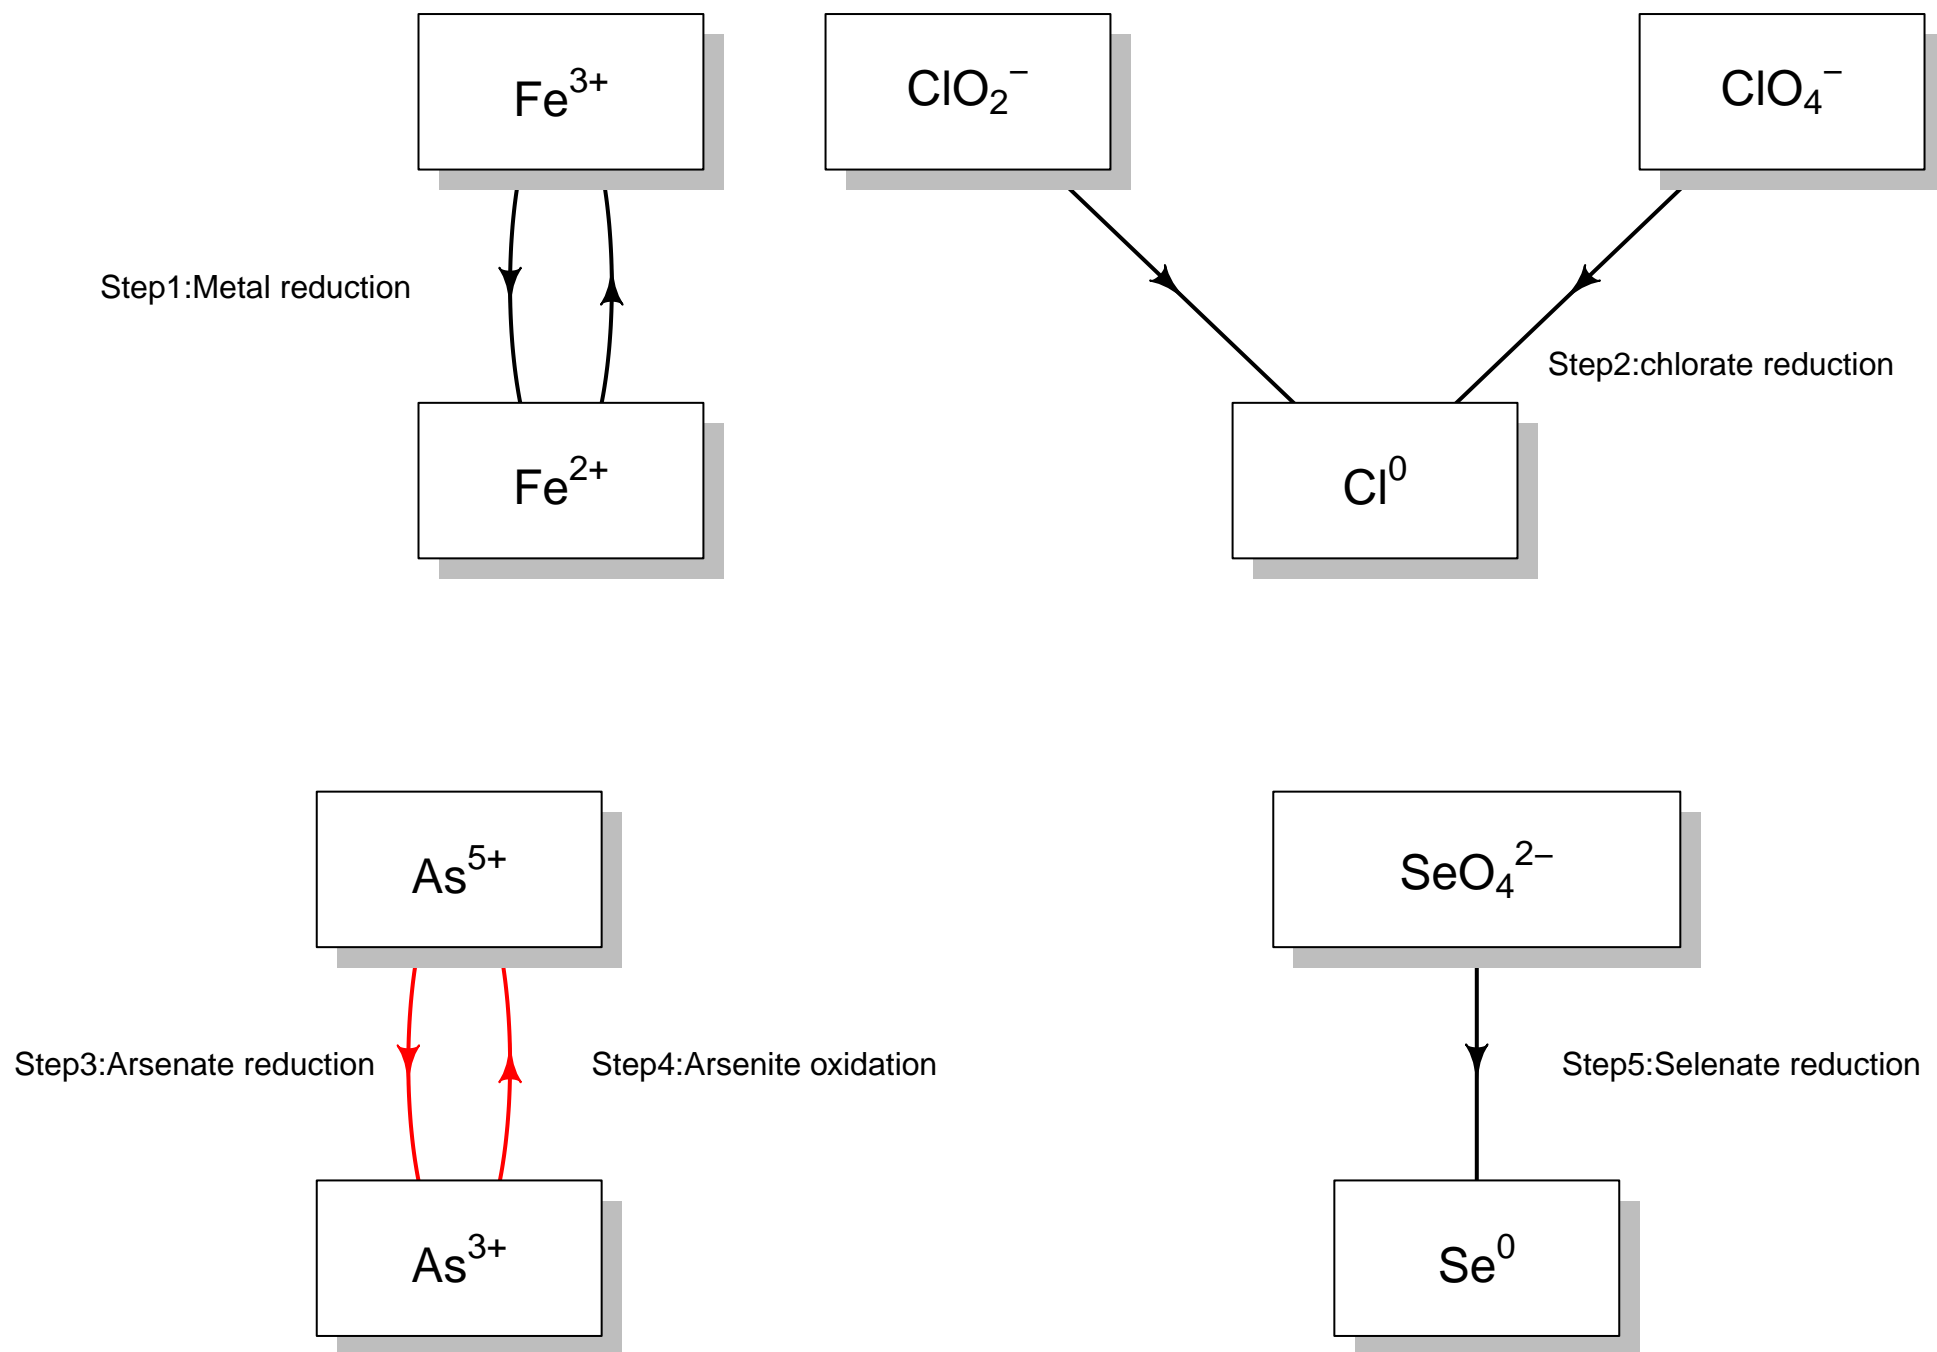 Fe³⁺
ClO₂⁻
ClO₄⁻
Step1:Metal reduction
Step2:chlorate reduction
Fe²⁺
Cl⁰
As⁵⁺
SeO₄²⁻
Step3:Arsenate reduction
Step4:Arsenite oxidation
Step5:Selenate reduction
As³⁺
Se⁰